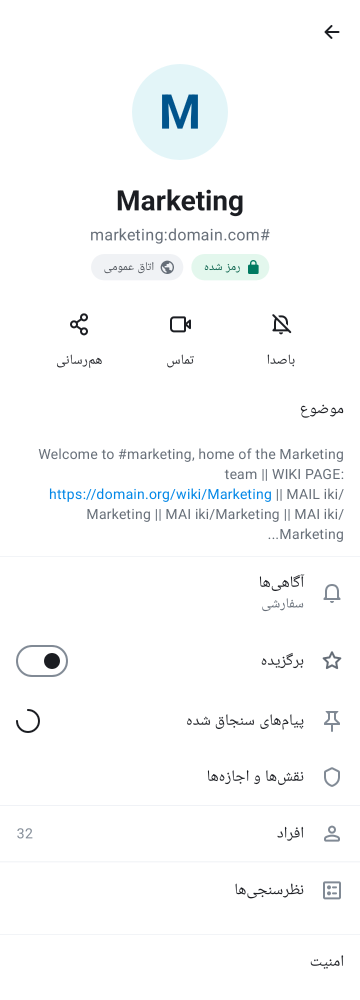 M
Marketing
#marketing:domain.com
رمز شده
اتاق عمومی
باصدا
تماس
هم‌رسانی
موضوع
Welcome to #marketing, home of the Marketing
team || WIKI PAGE:
https://domain.org/wiki/Marketing || MAIL iki/
Marketing || MAI iki/Marketing || MAI iki/
Marketing...
آگاهی‌ها
سفارشی
برگزیده
پیام‌های سنجاق شده
نقش‌ها و اجازه‌ها
افراد 32
نظرسنجی‌ها
امنیت